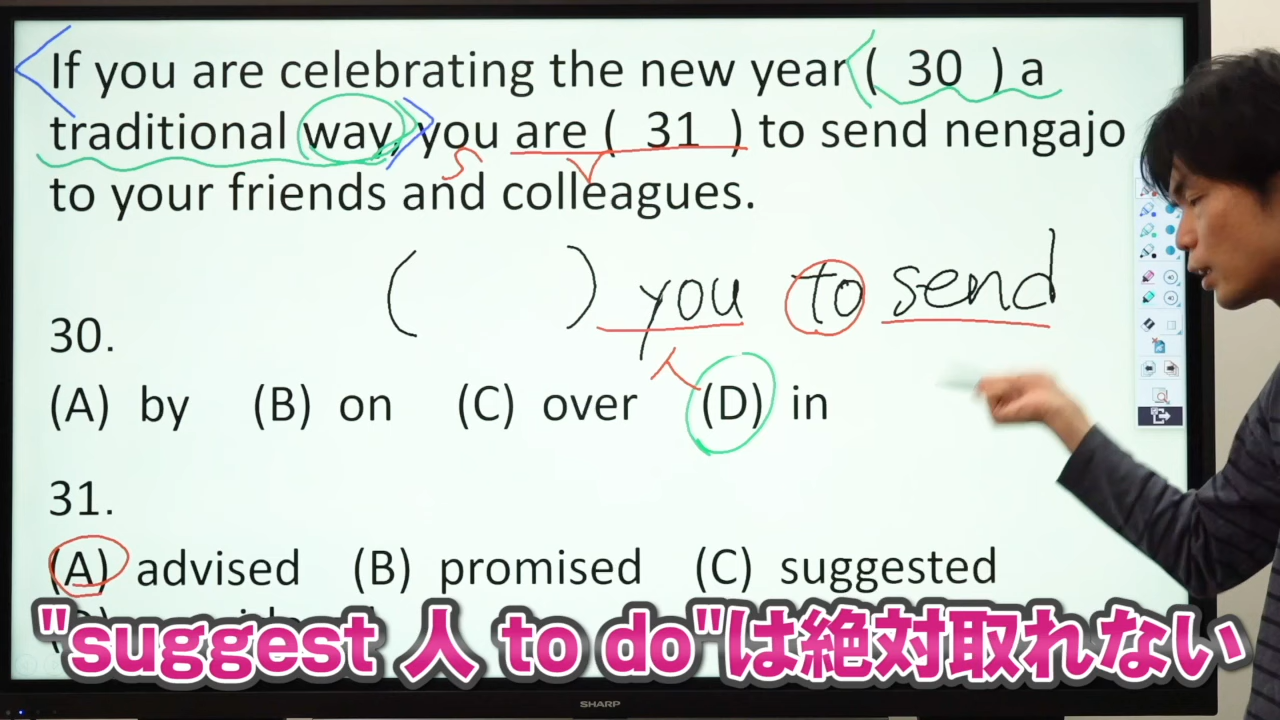 If you are celebrating the new year ( 30 ) a
traditional way, you are ( 31 ) to send nengajo
S V
to your friends and colleagues.
( ) you to send
人
30.
(A) by (B) on (C) over (D) in
31.
(A) advised (B) promised (C) suggested
"suggest 人 to do"は絶対取れない
SHARP